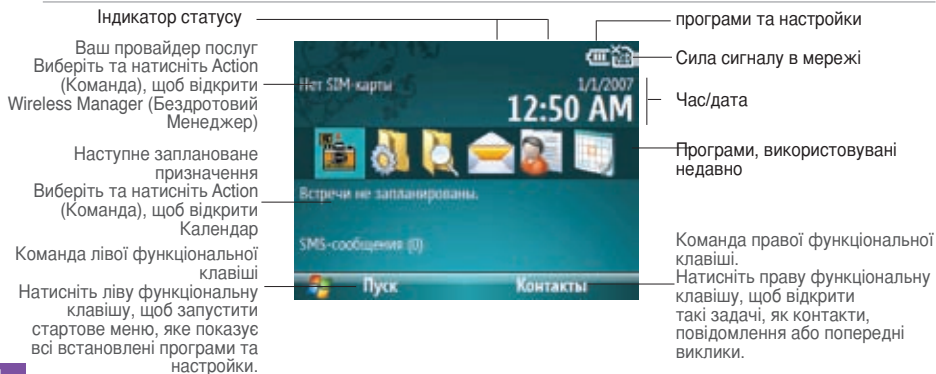 Індикатор статусу
Ваш провайдер послуг
Виберіть та натисніть Action
(Команда), щоб відкрити
Wireless Manager (Бездротовий
Менеджер)
Наступне заплановане
призначення
Виберіть та натисніть Action
(Команда), щоб відкрити
Календар
Команда лівої функціональної
клавіші
Натисніть ліву функціональну
клавішу, щоб запустити
стартове меню, яке показує
всі встановлені програми та
настройки.
Нет SIM-карты
1/1/2007
12:50 AM
Встречи не запланированы.
SMS-сообщения (0)
Пуск
Контакты
програми та настройки
Сила сигналу в мережі
Час/дата
Програми, використовувані
недавно
Команда правої функціональної
клавіші.
Натисніть праву функціональну
клавішу, щоб відкрити
такі задачі, як контакти,
повідомлення або попередні
виклики.